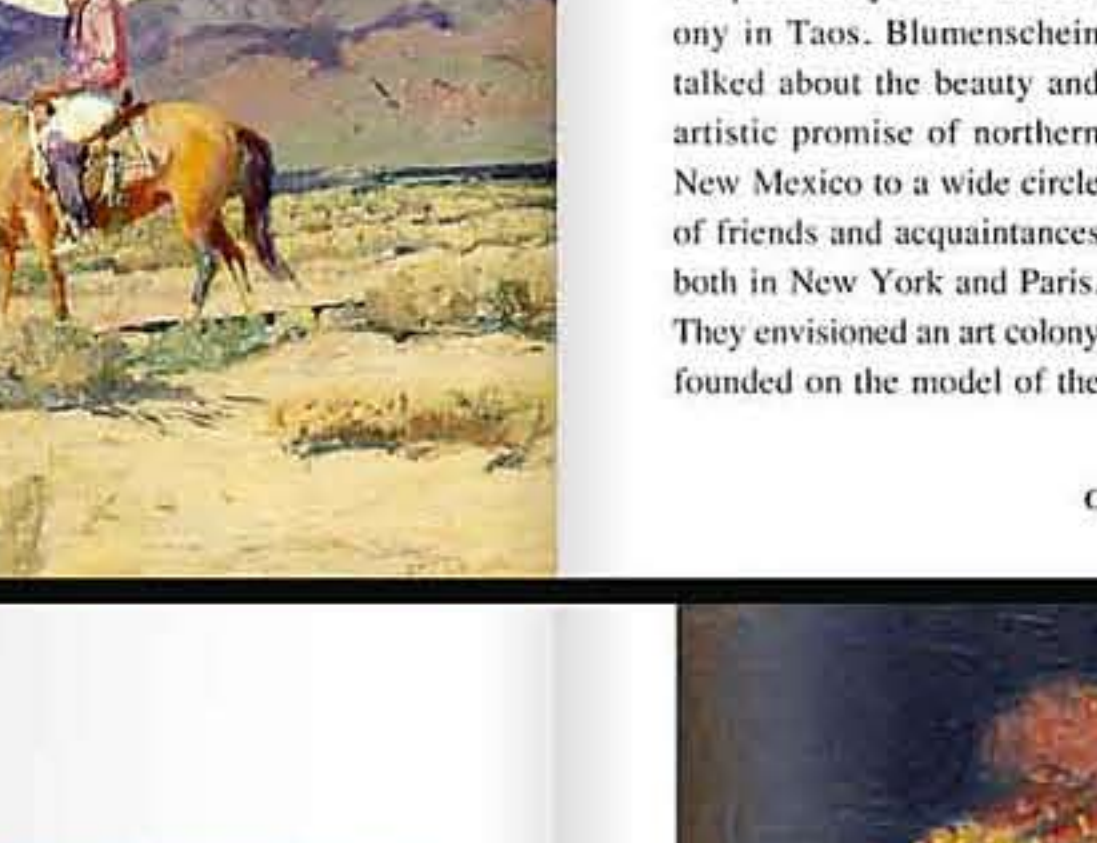 ony in Taos. Blumenschein
talked about the beauty and
artistic promise of northern
New Mexico to a wide circle
of friends and acquaintances
both in New York and Paris.
They envisioned an art colony
founded on the model of the